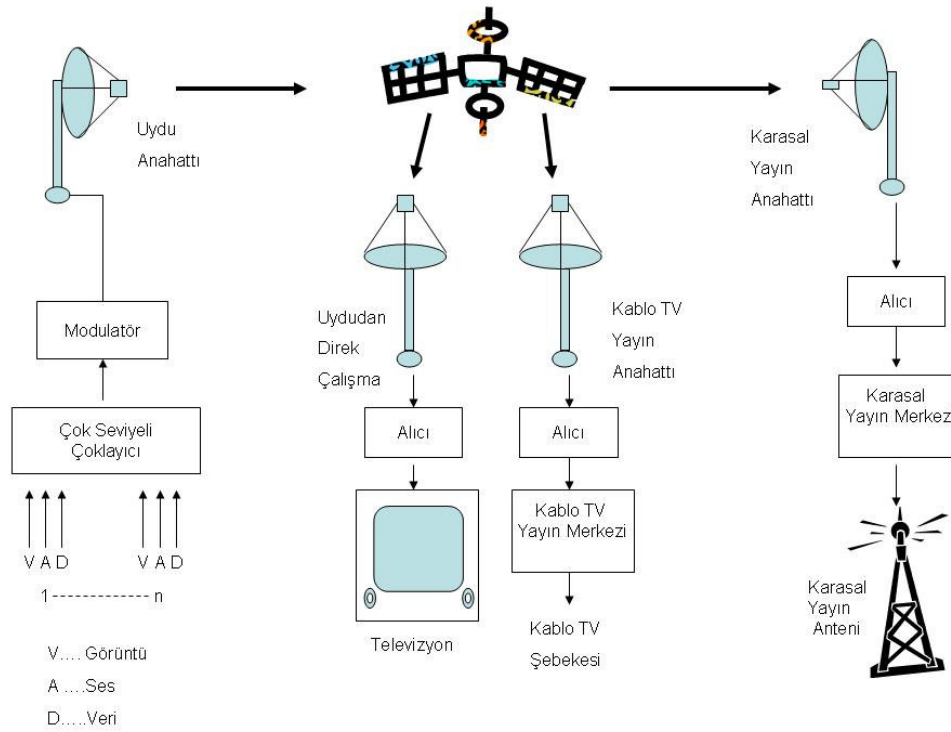 Uydu
Anahattı
Modulatör
Çok Seviyeli
Çoklayıcı
V A D V A D
1 ------------- n
V.... Görüntü
A ....Ses
D.....Veri
Uydudan
Direk
Çalışma
Alıcı
Televizyon
Kablo TV
Yayın
Anahattı
Alıcı
Kablo TV
Yayın Merkezi
Kablo TV
Şebekesi
Karasal
Yayın
Anahattı
Alıcı
Karasal
Yayın Merkezi
Karasal
Yayın
Anteni